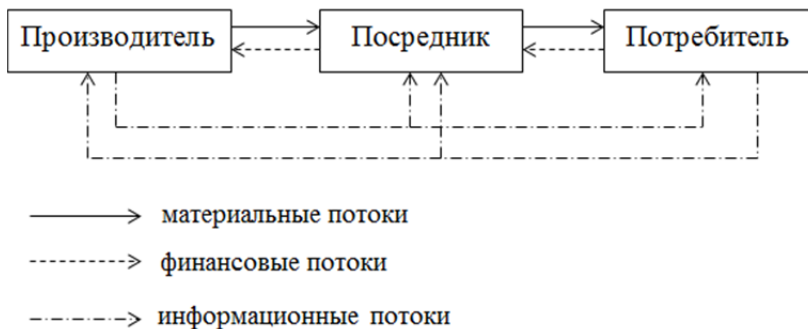 Производитель
Посредник
Потребитель
материальные потоки
финансовые потоки
информационные потоки